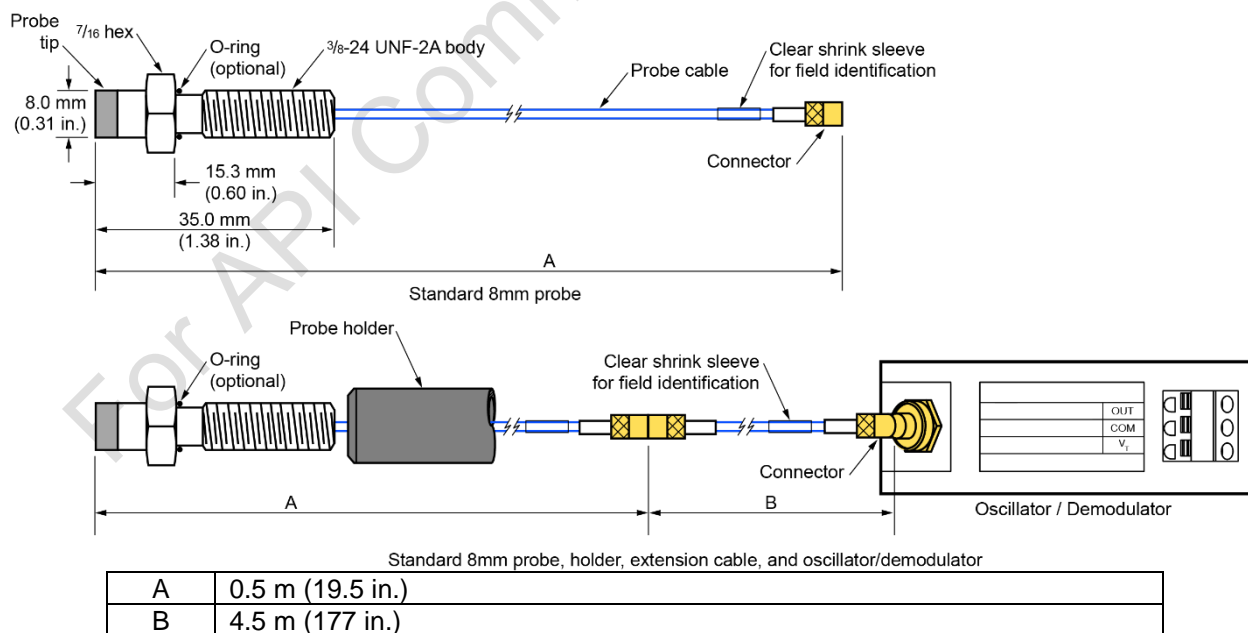 Probe
tip
7/16 hex
O-ring
(optional)
3/8-24 UNF-2A body
Probe cable
Clear shrink sleeve
for field identification
8.0 mm
(0.31 in.)
Connector
15.3 mm
(0.60 in.)
35.0 mm
(1.38 in.)
A
Standard 8mm probe
Probe holder
O-ring
(optional)
Clear shrink sleeve
for field identification
OUT
COM
VT
Connector
A
B
Oscillator / Demodulator
Standard 8mm probe, holder, extension cable, and oscillator/demodulator
A 0.5 m (19.5 in.)
B 4.5 m (177 in.)
For API Comm